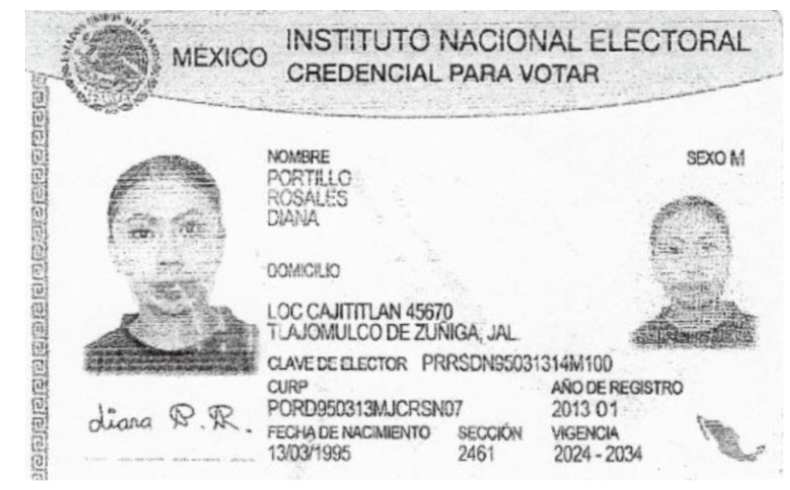 MÉXICO INSTITUTO NACIONAL ELECTORAL
CREDENCIAL PARA VOTAR
NOMBRE SEXO M
PORTILLO
ROSALES
DIANA
DOMICILIO
LOC CAJITITLAN 45670
TLAJOMULCO DE ZUÑIGA, JAL.
CLAVE DE ELECTOR PRRSDN95031314M100
CURP AÑO DE REGISTRO
PORD950313MJCRSN07 2013 01
FECHA DE NACIMIENTO SECCIÓN VIGENCIA
13/03/1995 2461 2024 - 2034
diana P. R.